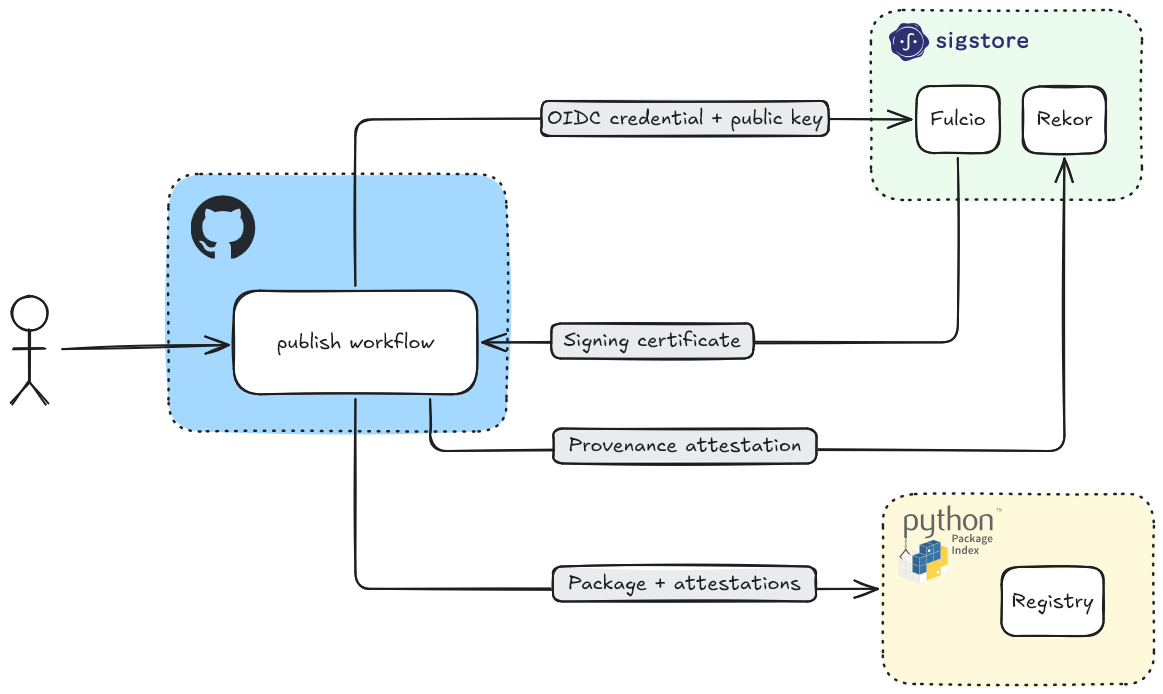 sigstore
OIDC credential + public key
Fulcio
Rekor
publish workflow
Signing certificate
Provenance attestation
python™
Package
Index
Package + attestations
Registry